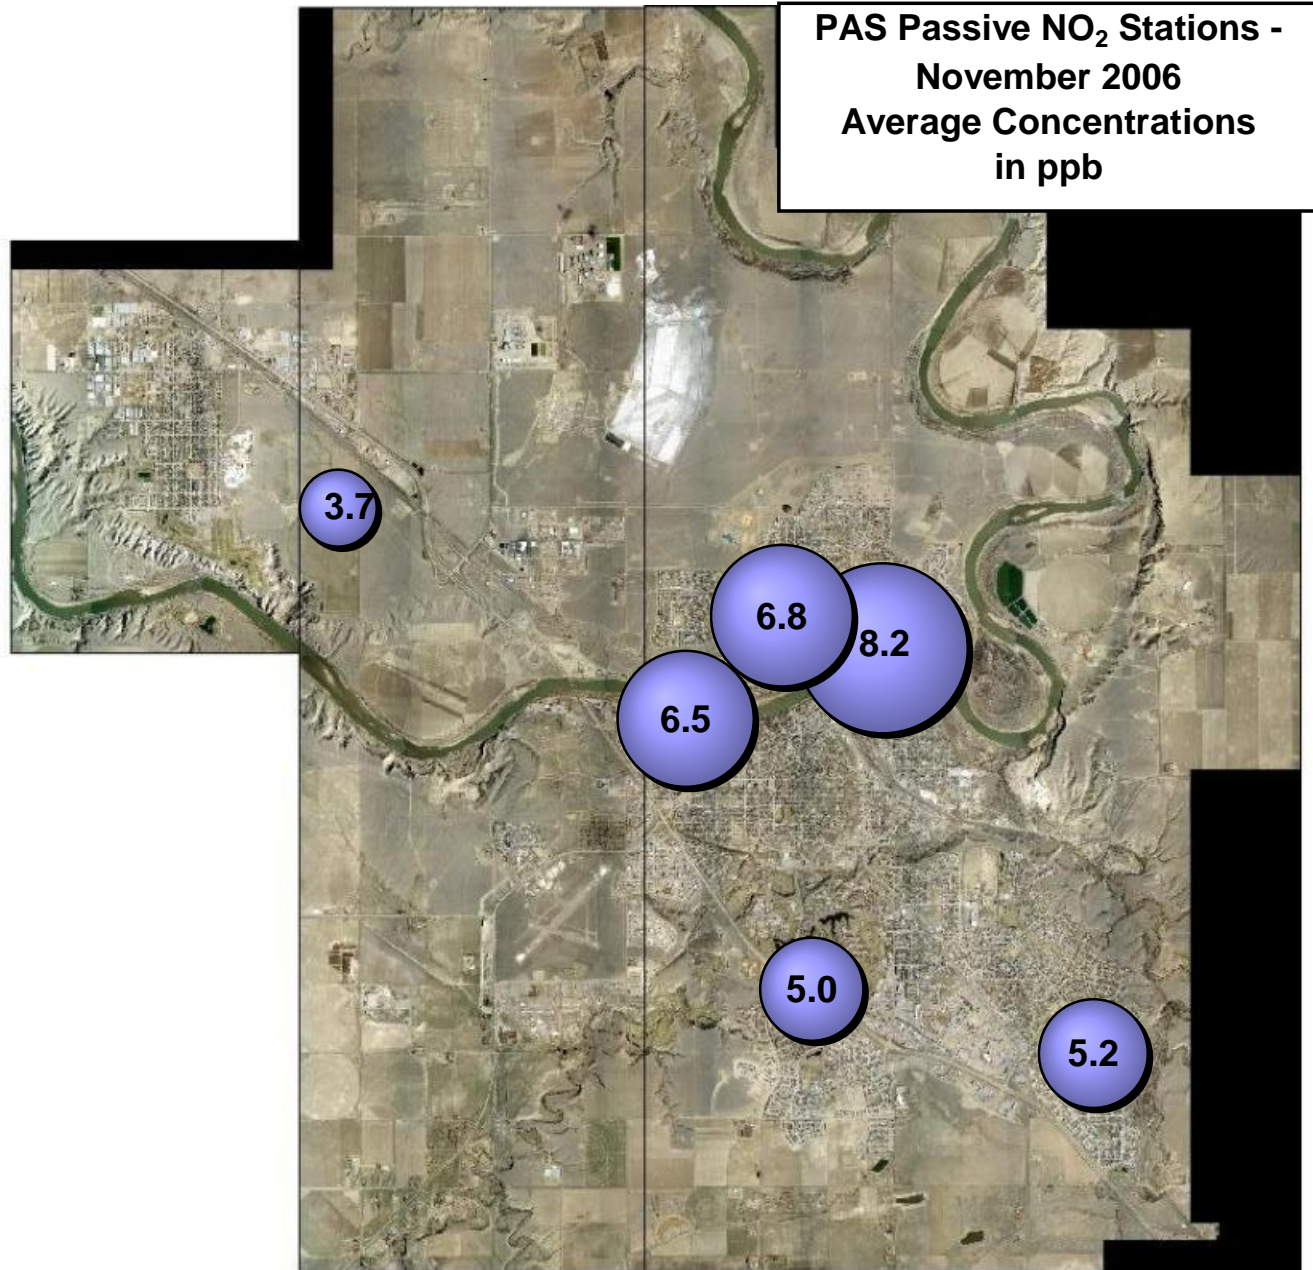 PAS Passive NO₂ Stations -
November 2006
Average Concentrations
in ppb
3.7
6.8
8.2
6.5
5.0
5.2